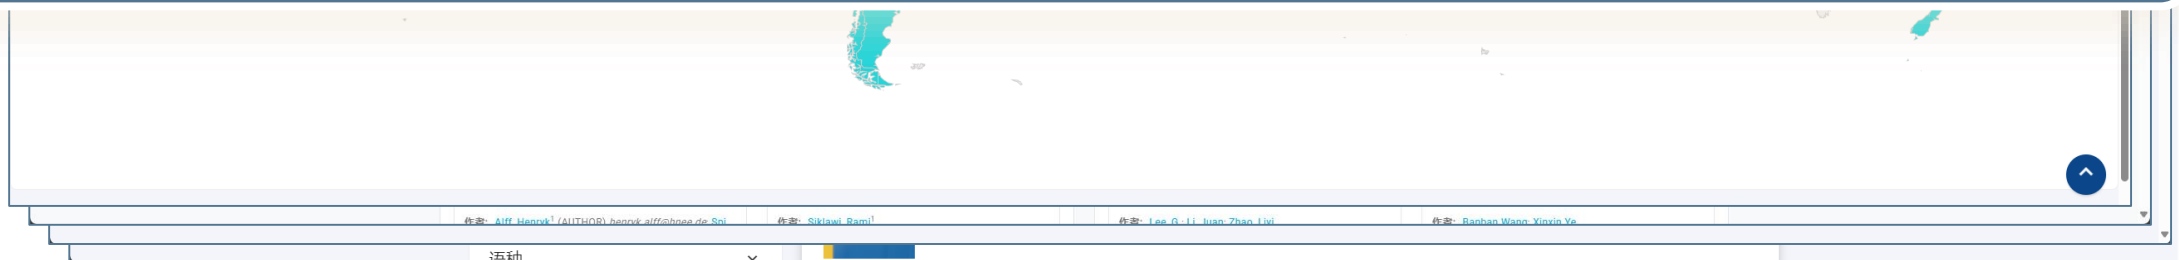 作者: Alff, Henryk1 (AUTHOR) henryk.alff@hnee.de; Spi 作者: Siklawi, Rami1 作者: Lee, G.; Li, Juan; Zhao, Liyi 作者: Banban Wang; Xinxin Ye
语种